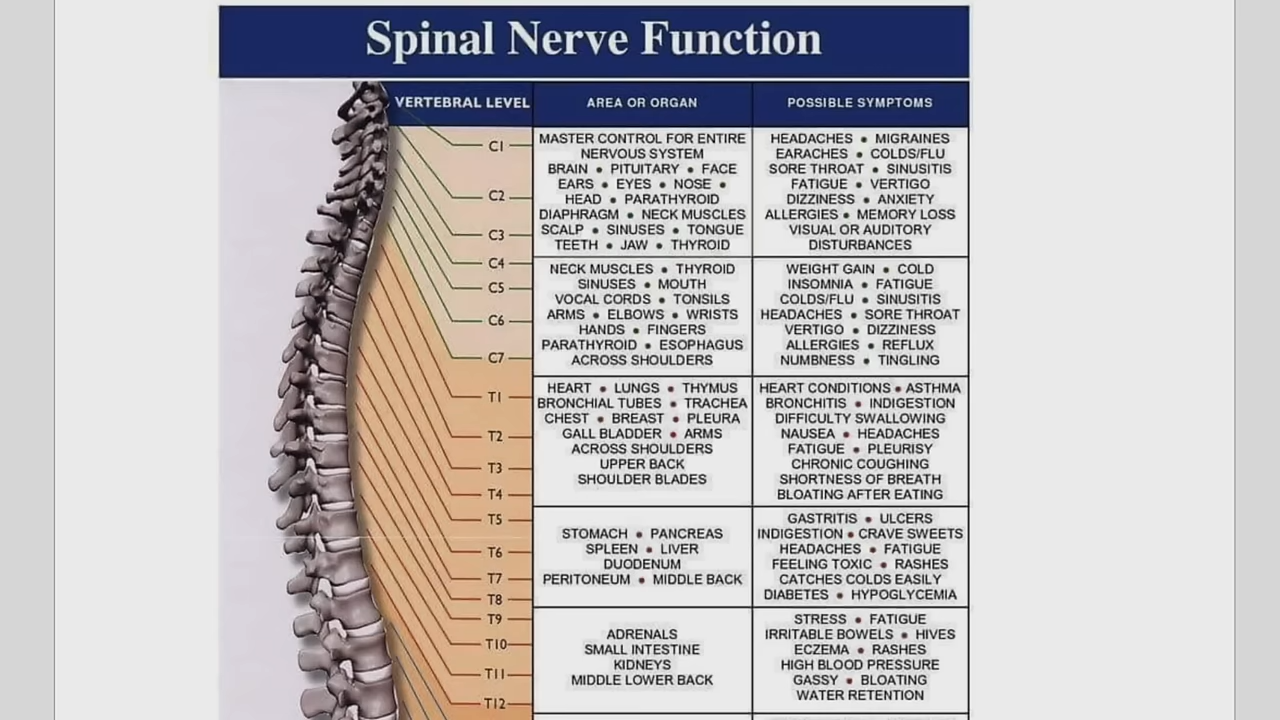 Spinal Nerve Function
VERTEBRAL LEVEL
AREA OR ORGAN
POSSIBLE SYMPTOMS
C1
C2
C3
C4
C5
C6
C7
T1
T2
T3
T4
T5
T6
T7
T8
T9
T10
T11
T12
MASTER CONTROL FOR ENTIRE
NERVOUS SYSTEM
BRAIN • PITUITARY • FACE
EARS • EYES • NOSE •
HEAD • PARATHYROID
DIAPHRAGM • NECK MUSCLES
SCALP • SINUSES • TONGUE
TEETH • JAW • THYROID
HEADACHES • MIGRAINES
EARACHES • COLDS/FLU
SORE THROAT • SINUSITIS
FATIGUE • VERTIGO
DIZZINESS • ANXIETY
ALLERGIES • MEMORY LOSS
VISUAL OR AUDITORY
DISTURBANCES
NECK MUSCLES • THYROID
SINUSES • MOUTH
VOCAL CORDS • TONSILS
ARMS • ELBOWS • WRISTS
HANDS • FINGERS
PARATHYROID • ESOPHAGUS
ACROSS SHOULDERS
WEIGHT GAIN • COLD
INSOMNIA • FATIGUE
COLDS/FLU • SINUSITIS
HEADACHES • SORE THROAT
VERTIGO • DIZZINESS
ALLERGIES • REFLUX
NUMBNESS • TINGLING
HEART • LUNGS • THYMUS
BRONCHIAL TUBES • TRACHEA
CHEST • BREAST • PLEURA
GALL BLADDER • ARMS
ACROSS SHOULDERS
UPPER BACK
SHOULDER BLADES
HEART CONDITIONS • ASTHMA
BRONCHITIS • INDIGESTION
DIFFICULTY SWALLOWING
NAUSEA • HEADACHES
FATIGUE • PLEURISY
CHRONIC COUGHING
SHORTNESS OF BREATH
BLOATING AFTER EATING
STOMACH • PANCREAS
SPLEEN • LIVER
DUODENUM
PERITONEUM • MIDDLE BACK
GASTRITIS • ULCERS
INDIGESTION • CRAVE SWEETS
HEADACHES • FATIGUE
FEELING TOXIC • RASHES
CATCHES COLDS EASILY
DIABETES • HYPOGLYCEMIA
ADRENALS
SMALL INTESTINE
KIDNEYS
MIDDLE LOWER BACK
STRESS • FATIGUE
IRRITABLE BOWELS • HIVES
ECZEMA • RASHES
HIGH BLOOD PRESSURE
GASSY • BLOATING
WATER RETENTION